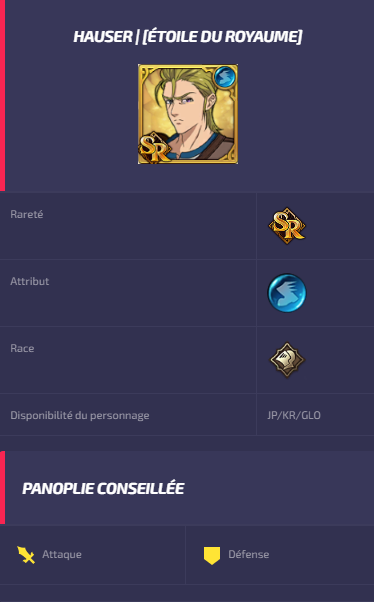 HAUSER | [ÉTOILE DU ROYAUME]
SR
Rareté
SR
Attribut
Race
Disponibilité du personnage
JP/KR/GLO
PANOPLIE CONSEILLÉE
Attaque
Défense